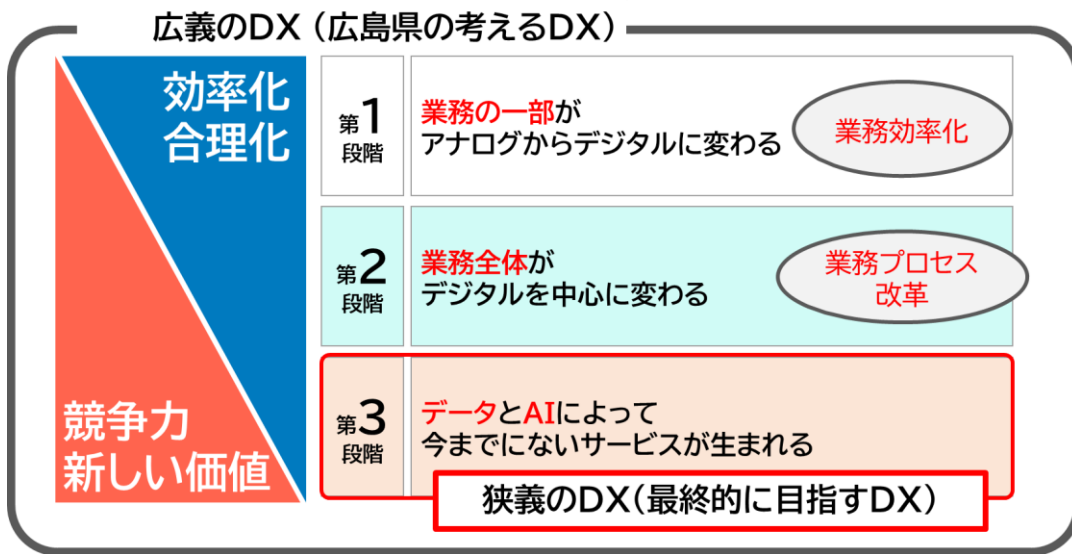 広義のDX（広島県の考えるDX）
効率化
合理化
競争力
新しい価値
第1
段階
業務の一部が
アナログからデジタルに変わる
業務効率化
第2
段階
業務全体が
デジタルを中心に変わる
業務プロセス
改革
第3
段階
データとAIによって
今までにないサービスが生まれる
狭義のDX（最終的に目指すDX）